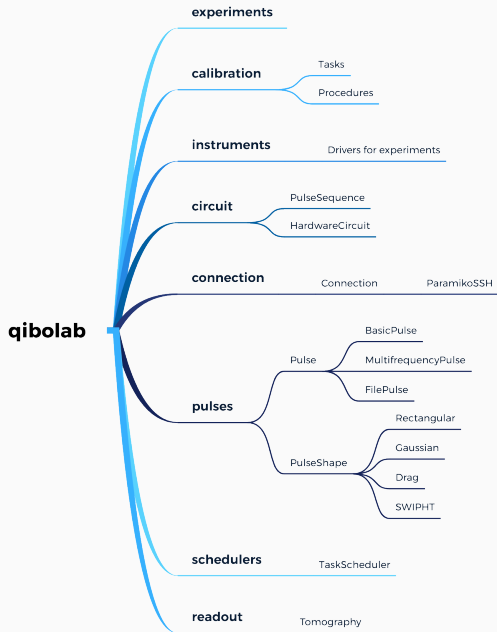 experiments
calibration
Tasks
Procedures
instruments
Drivers for experiments
circuit
PulseSequence
HardwareCircuit
connection
Connection
ParamikoSSH
qibolab
pulses
Pulse
BasicPulse
MultifrequencyPulse
FilePulse
PulseShape
Rectangular
Gaussian
Drag
SWIPHT
schedulers
TaskScheduler
readout
Tomography